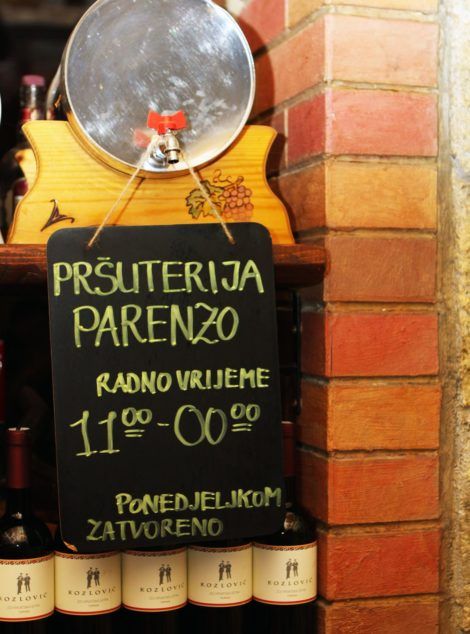 PRŠUTERIJA
PARENZO
RADNO VRIJEME
11⁰⁰-00⁰⁰
PONEDJELJKOM
ZATVORENO
KOZLOVIĆ
KOZLOVIĆ
KOZLOVIĆ
KOZLOVIĆ